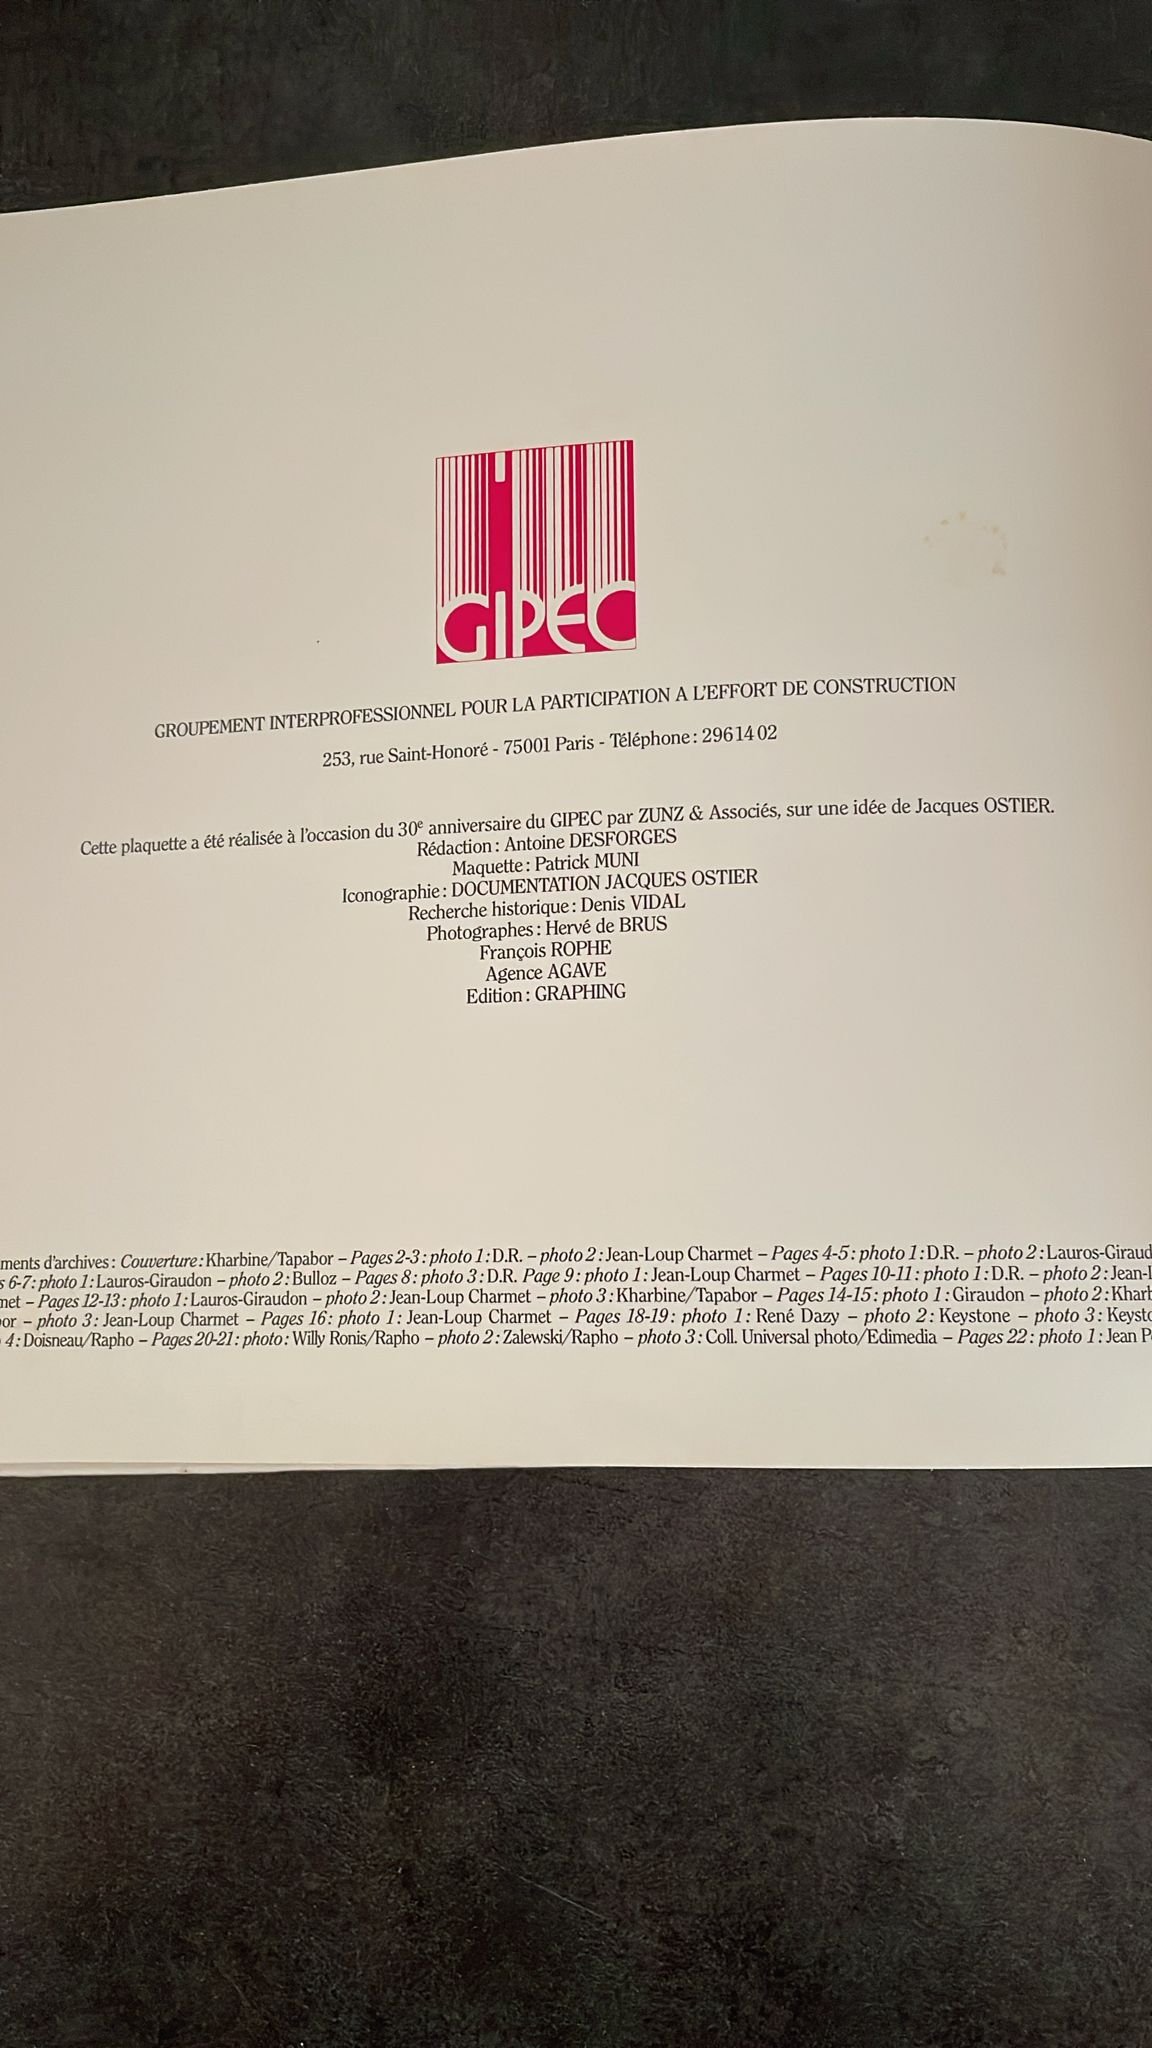 GIPEC
GROUPEMENT INTERPROFESSIONNEL POUR LA PARTICIPATION A L'EFFORT DE CONSTRUCTION
253, rue Saint-Honoré - 75001 Paris - Téléphone : 296 14 02
Cette plaquette a été réalisée à l'occasion du 30e anniversaire du GIPEC par ZUNZ & Associés, sur une idée de Jacques OSTIER.
Rédaction : Antoine DESFORGES
Maquette : Patrick MUNI
Iconographie : DOCUMENTATION JACQUES OSTIER
Recherche historique : Denis VIDAL
Photographes : Hervé de BRUS
François ROPHE
Agence AGAVE
Edition : GRAPHING
ments d'archives : Couverture : Kharbine/Tapabor – Pages 2-3 : photo 1 : D.R. – photo 2 : Jean-Loup Charmet – Pages 4-5 : photo 1 : D.R. – photo 2 : Lauros-Giraud
s 6-7 : photo 1 : Lauros-Giraudon – photo 2 : Bulloz – Pages 8 : photo 3 : D.R. Page 9 : photo 1 : Jean-Loup Charmet – Pages 10-11 : photo 1 : D.R. – photo 2 : Jean-
met – Pages 12-13 : photo 1 : Lauros-Giraudon – photo 2 : Jean-Loup Charmet – photo 3 : Kharbine/Tapabor – Pages 14-15 : photo 1 : Giraudon – photo 2 : Kharb
or – photo 3 : Jean-Loup Charmet – Pages 16 : photo 1 : Jean-Loup Charmet – Pages 18-19 : photo 1 : René Dazy – photo 2 : Keystone – photo 3 : Keysto
4 : Doisneau/Rapho – Pages 20-21 : photo : Willy Ronis/Rapho – photo 2 : Zalewski/Rapho – photo 3 : Coll. Universal photo/Edimedia – Pages 22 : photo 1 : Jean P